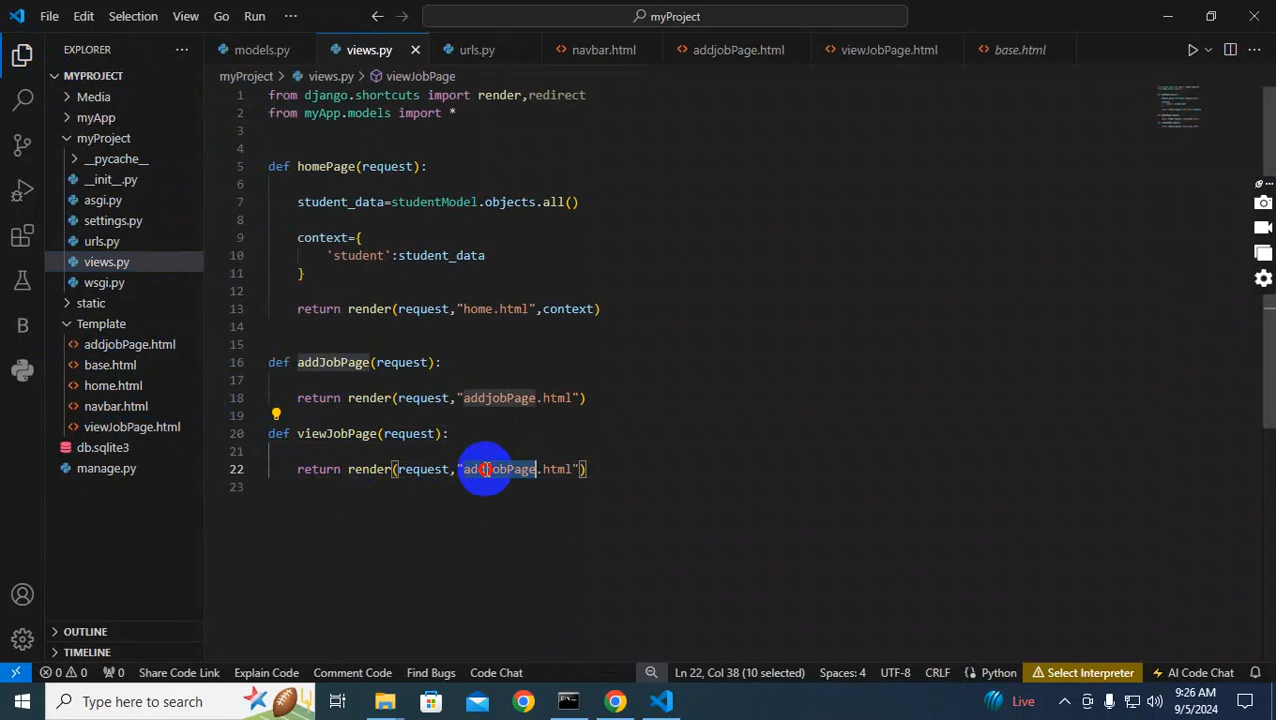 File Edit Selection View Go Run ··· myProject
EXPLORER ···
models.py
views.py
urls.py
navbar.html
addjobPage.html
viewJobPage.html
base.html
MYPROJECT
Media
myApp
myProject
__pycache__
__init__.py
asgi.py
settings.py
urls.py
views.py
wsgi.py
static
Template
addjobPage.html
base.html
home.html
navbar.html
viewJobPage.html
db.sqlite3
manage.py
OUTLINE
TIMELINE
myProject > views.py > viewJobPage
1 from django.shortcuts import render,redirect
2 from myApp.models import *
3
4
5 def homePage(request):
6
7 student_data=studentModel.objects.all()
8
9 context={
10 'student':student_data
11 }
12
13 return render(request,"home.html",context)
14
15
16 def addJobPage(request):
17
18 return render(request,"addjobPage.html")
19
20 def viewJobPage(request):
21
22 return render(request,"addjobPage.html")
23
0 0 0 Share Code Link Explain Code Comment Code Find Bugs Code Chat Ln 22, Col 38 (10 selected) Spaces: 4 UTF-8 CRLF Python Select Interpreter AI Code Chat
Type here to search Live 9:26 AM
9/5/2024